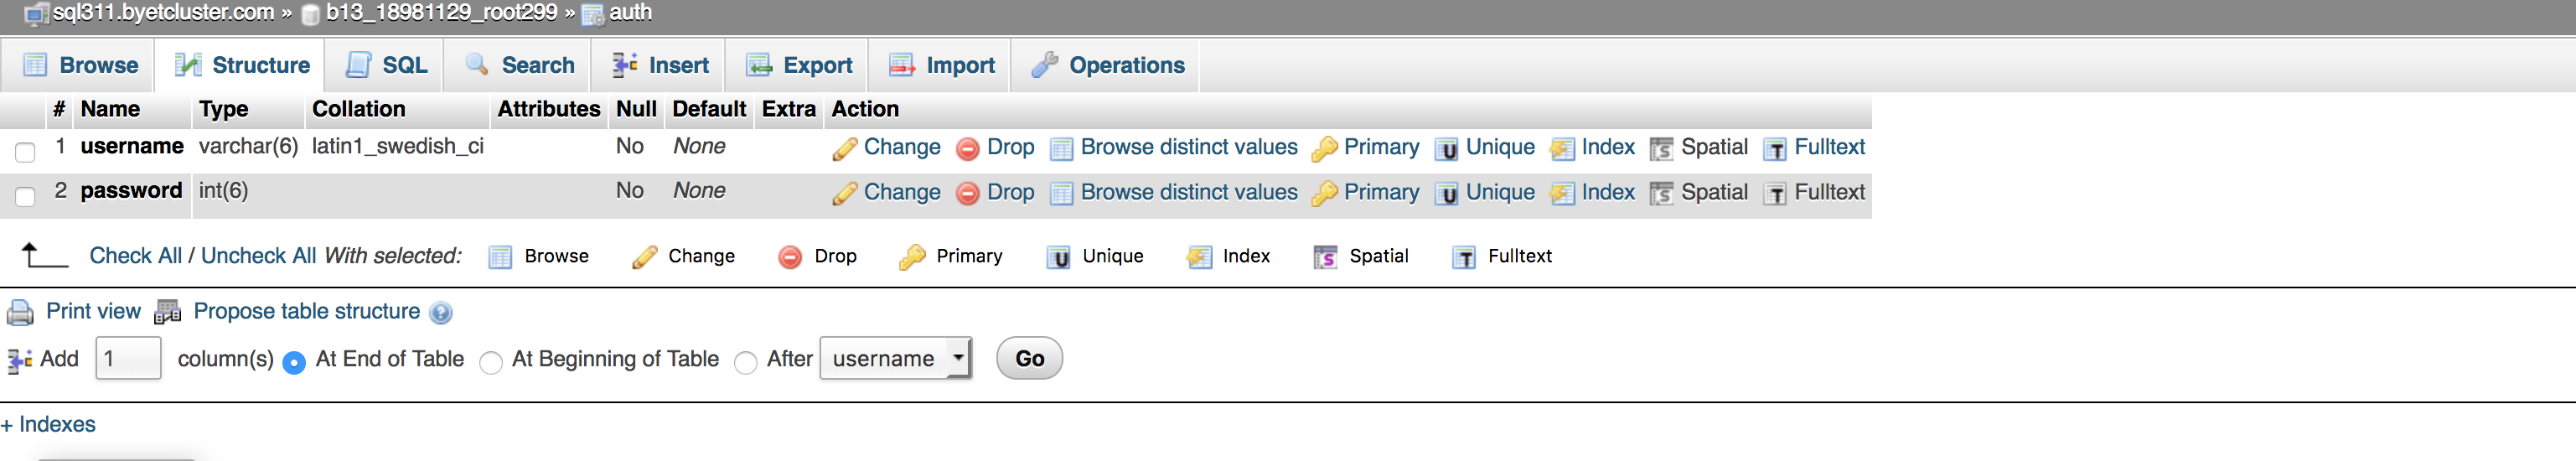 sql311.byetcluster.com » b13_18981129_root299 » auth
Browse Structure SQL Search Insert Export Import Operations
# Name Type Collation Attributes Null Default Extra Action
1 username varchar(6) latin1_swedish_ci No None Change Drop Browse distinct values Primary Unique Index Spatial Fulltext
2 password int(6) No None Change Drop Browse distinct values Primary Unique Index Spatial Fulltext
Check All / Uncheck All With selected: Browse Change Drop Primary Unique Index Spatial Fulltext
Print view Propose table structure
Add 1 column(s) At End of Table At Beginning of Table After username Go
+ Indexes